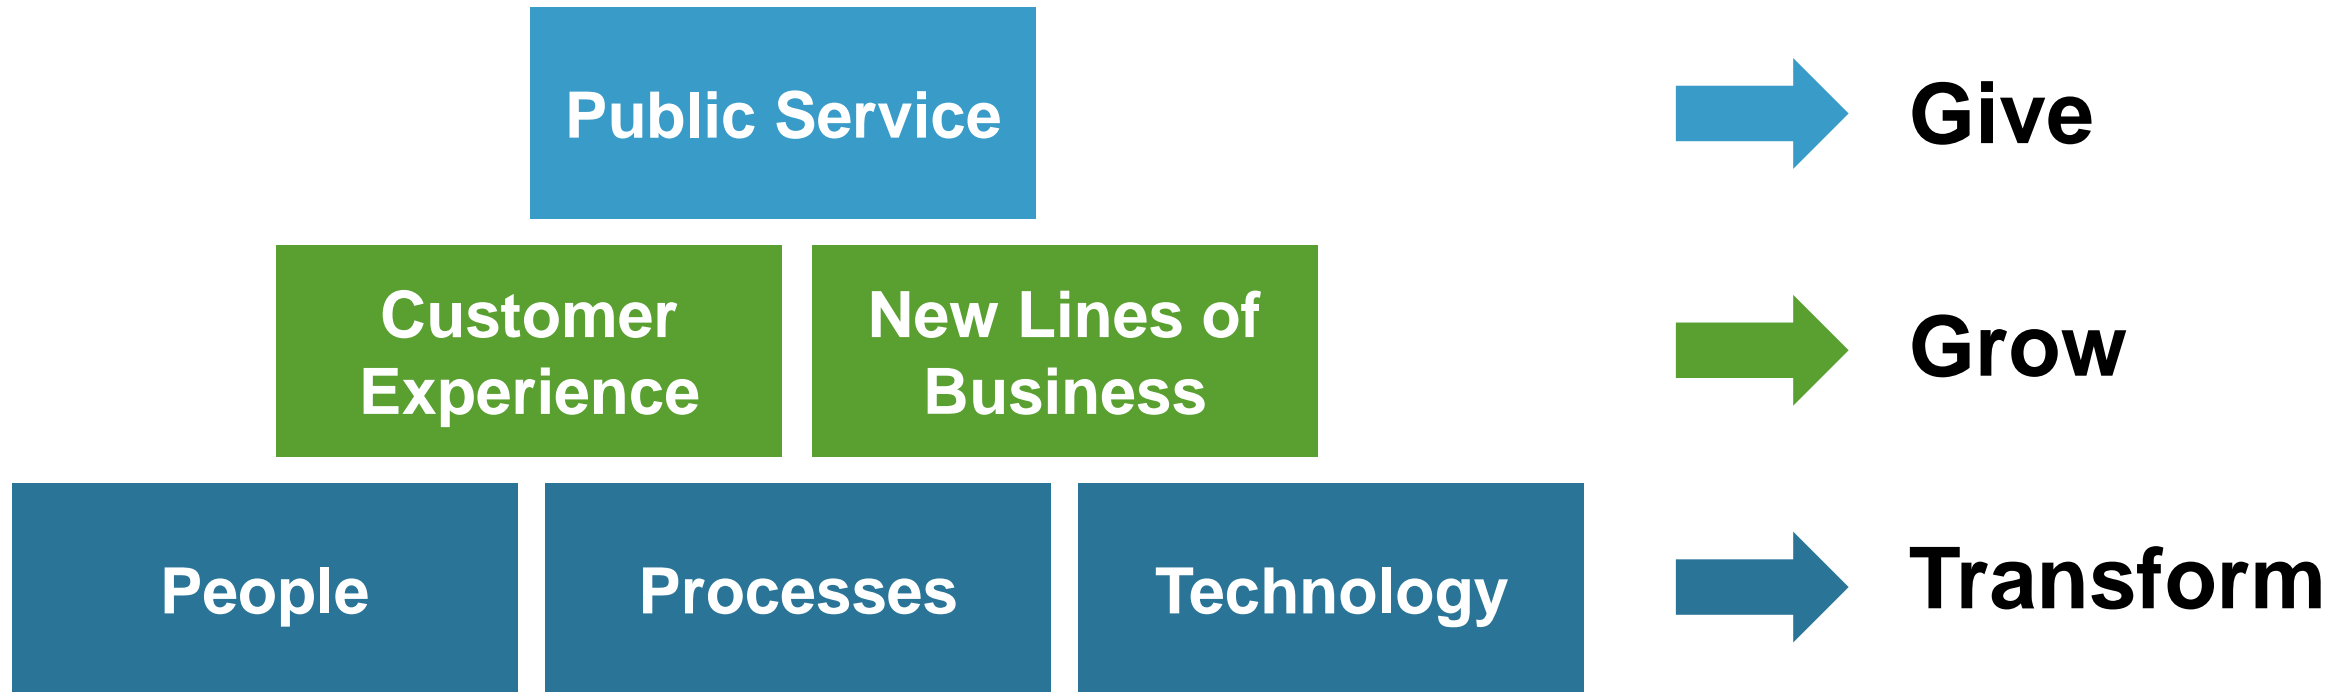 Public Service
Give
Customer
Experience
New Lines of
Business
Grow
People
Processes
Technology
Transform